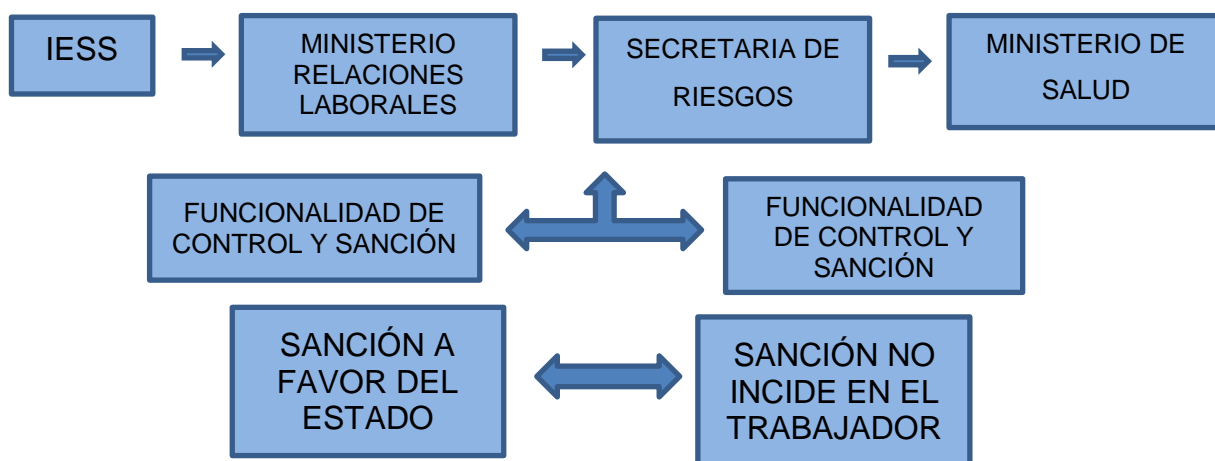 IESS
MINISTERIO
RELACIONES
LABORALES
SECRETARIA DE
RIESGOS
MINISTERIO DE
SALUD
FUNCIONALIDAD DE
CONTROL Y SANCIÓN
FUNCIONALIDAD
DE CONTROL Y
SANCIÓN
SANCIÓN A
FAVOR DEL
ESTADO
SANCIÓN NO
INCIDE EN EL
TRABAJADOR